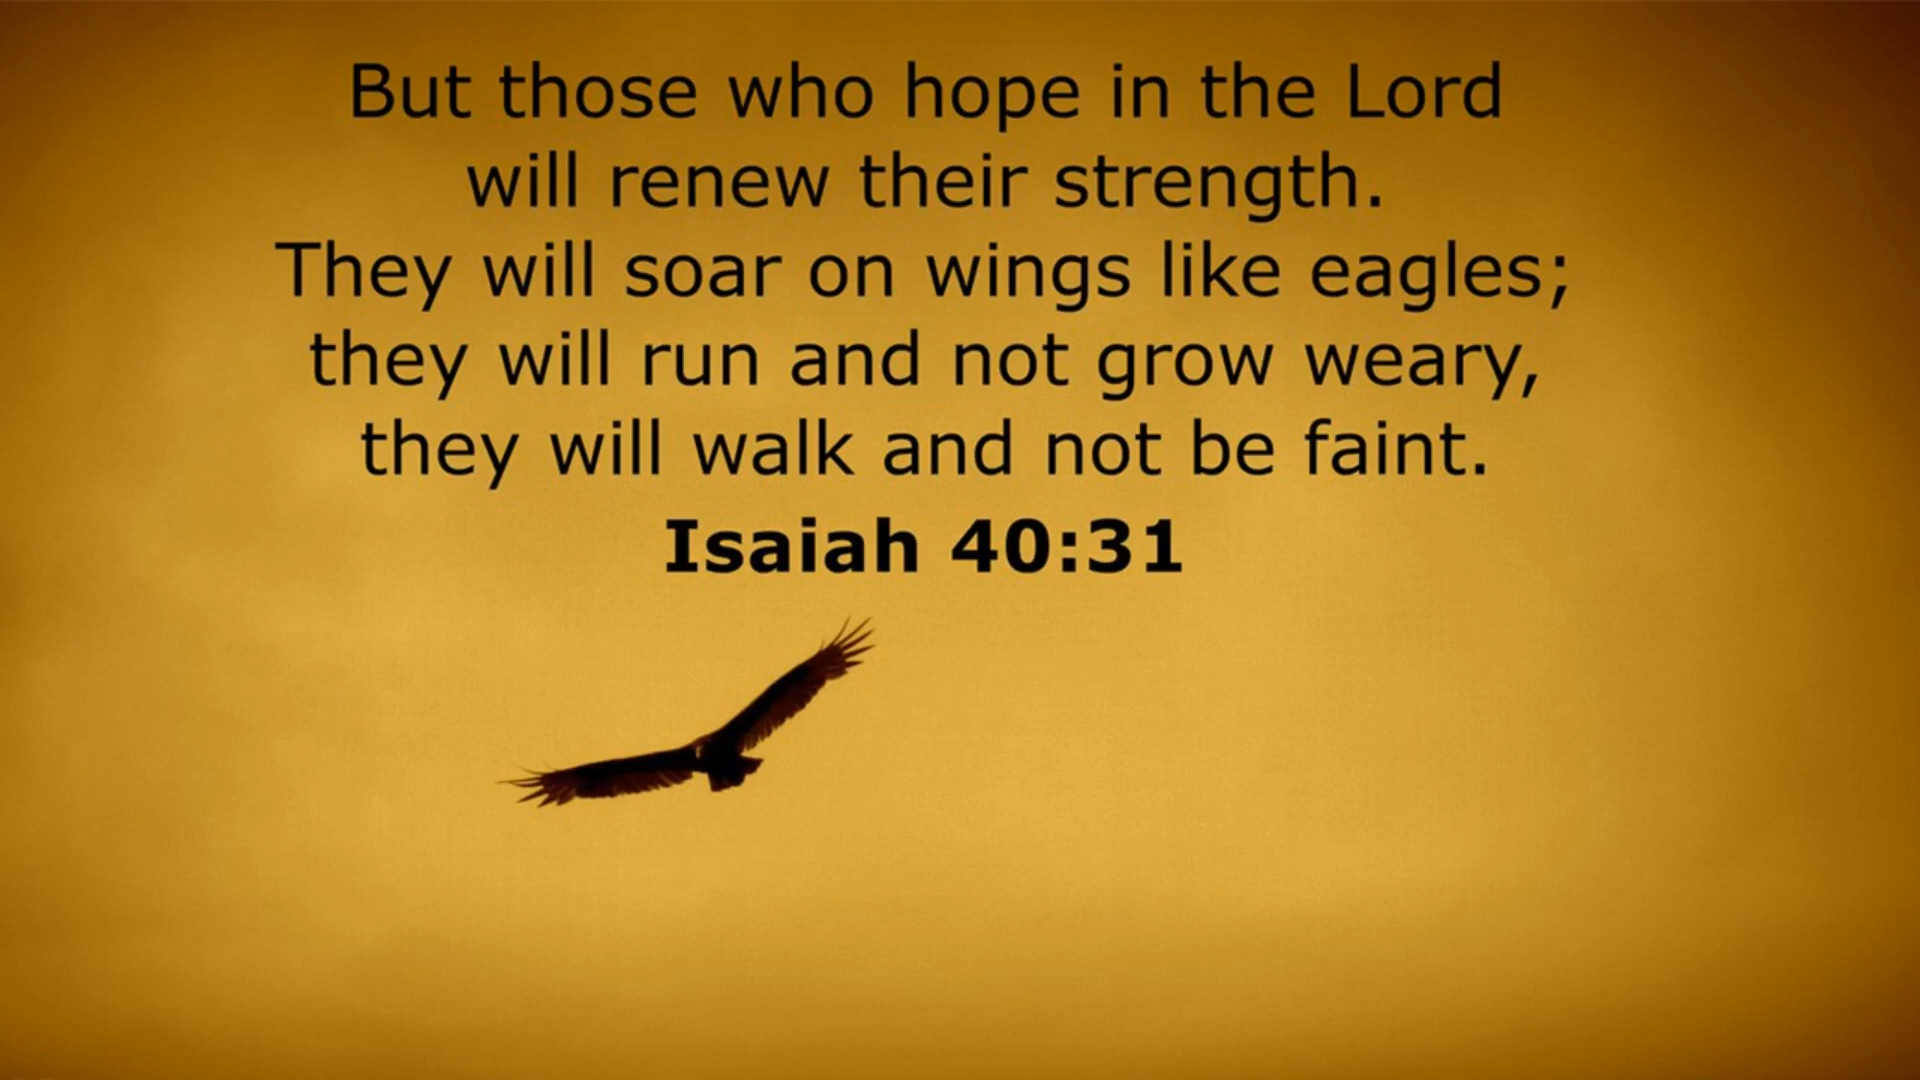 But those who hope in the Lord
will renew their strength.
They will soar on wings like eagles;
they will run and not grow weary,
they will walk and not be faint.
Isaiah 40:31